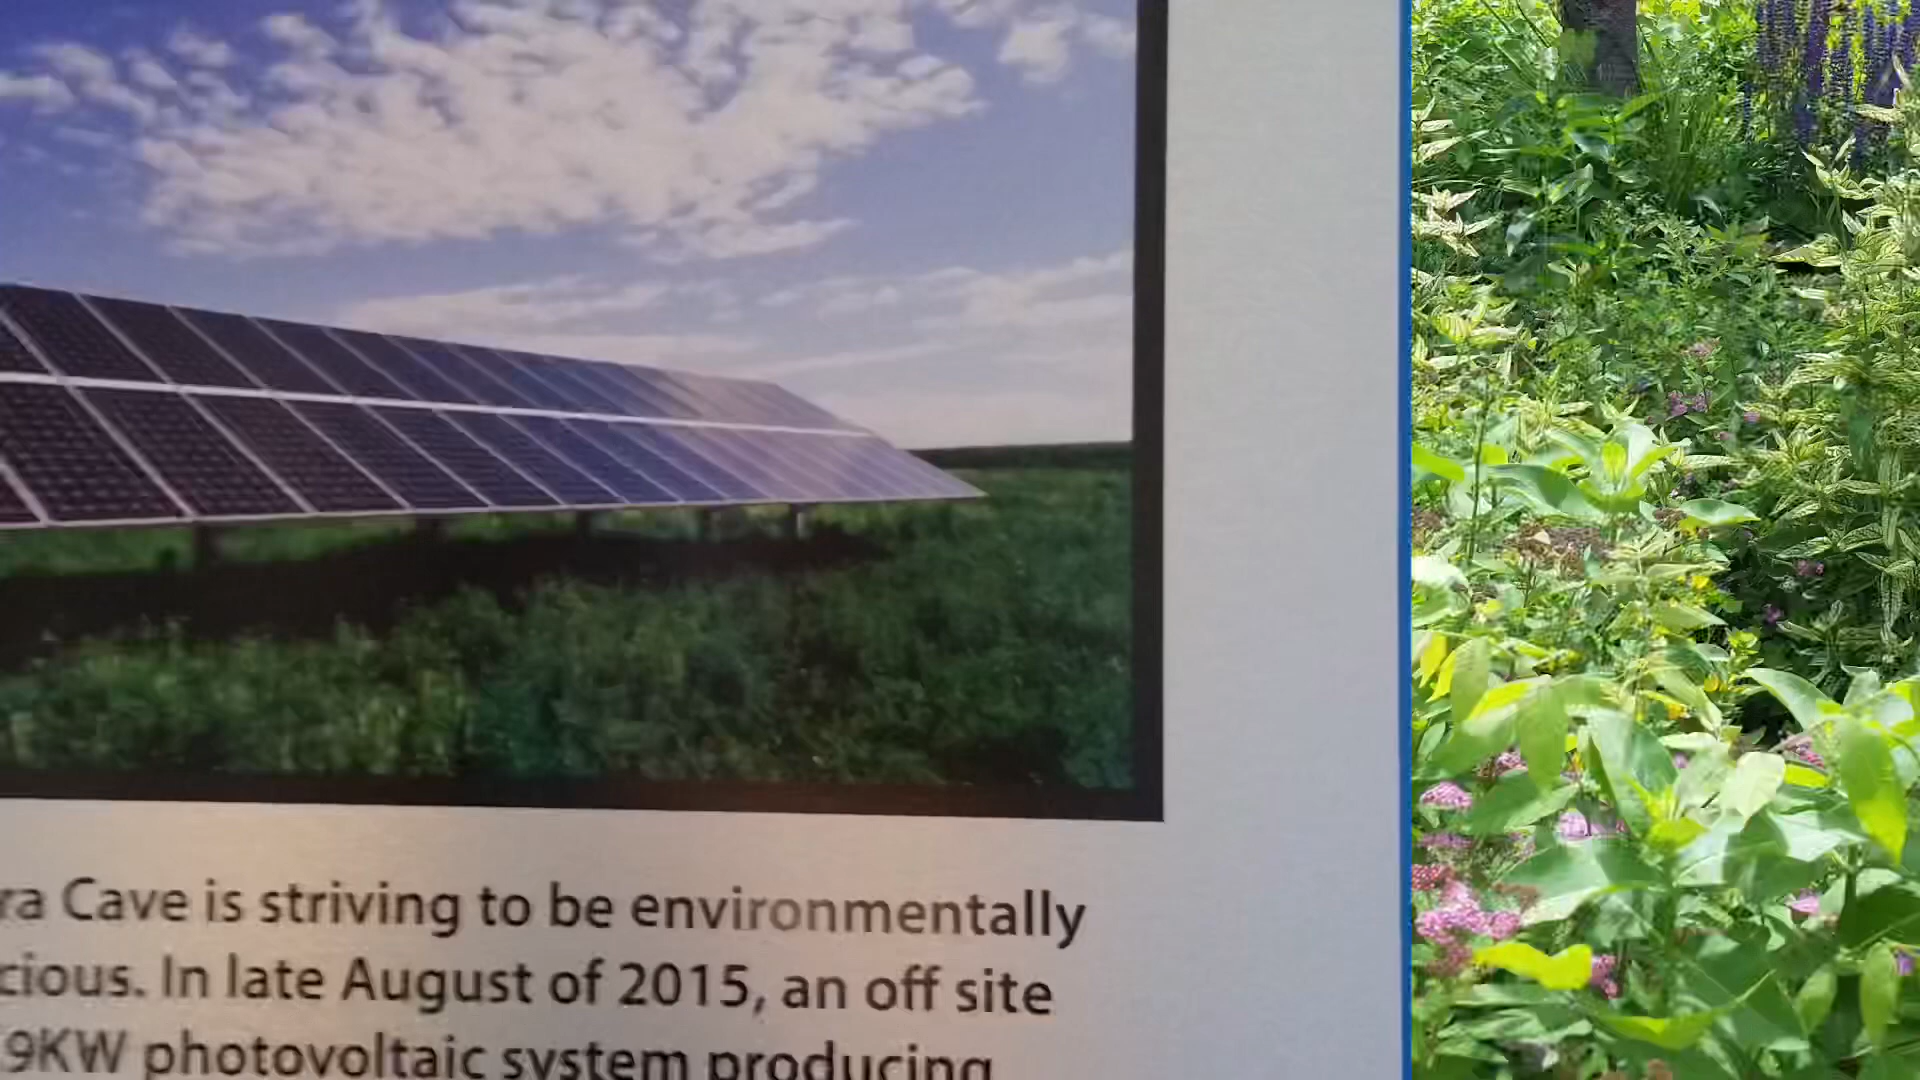 ra Cave is striving to be environmentally
cious. In late August of 2015, an off site
9KW photovoltaic system producing